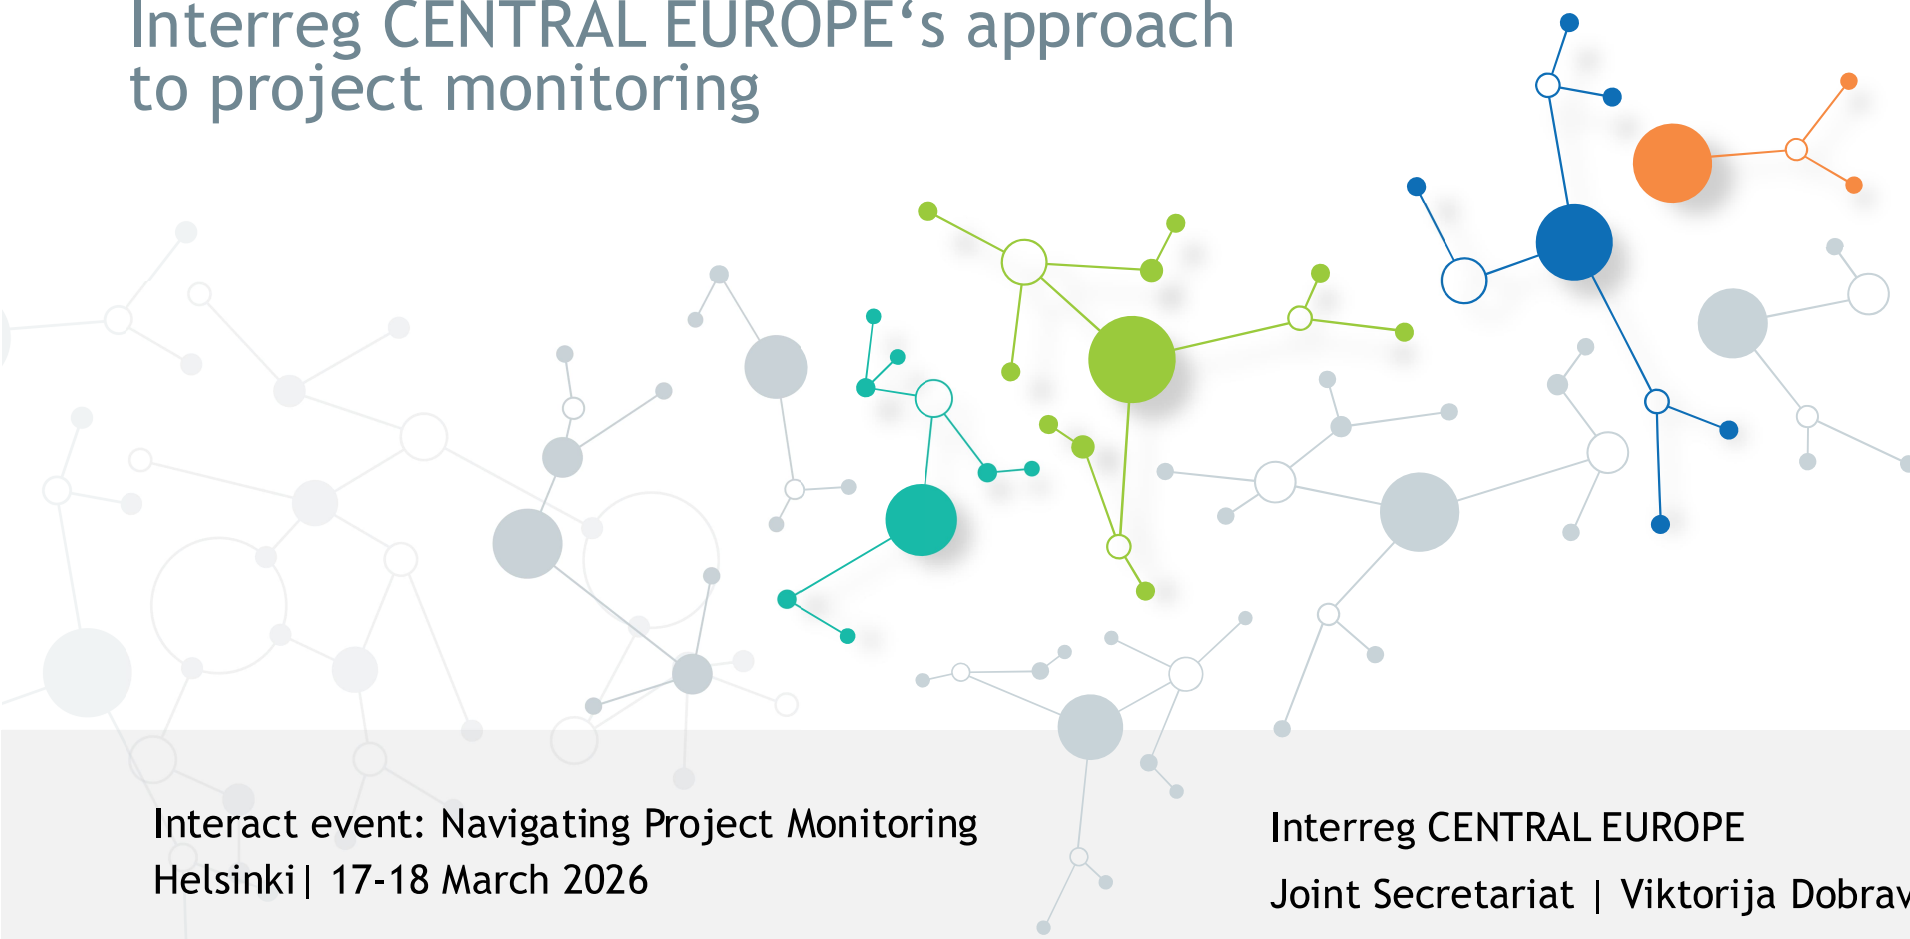 Interreg CENTRAL EUROPE‘s approach
to project monitoring
Interact event: Navigating Project Monitoring
Helsinki| 17-18 March 2026
Interreg CENTRAL EUROPE
Joint Secretariat | Viktorija